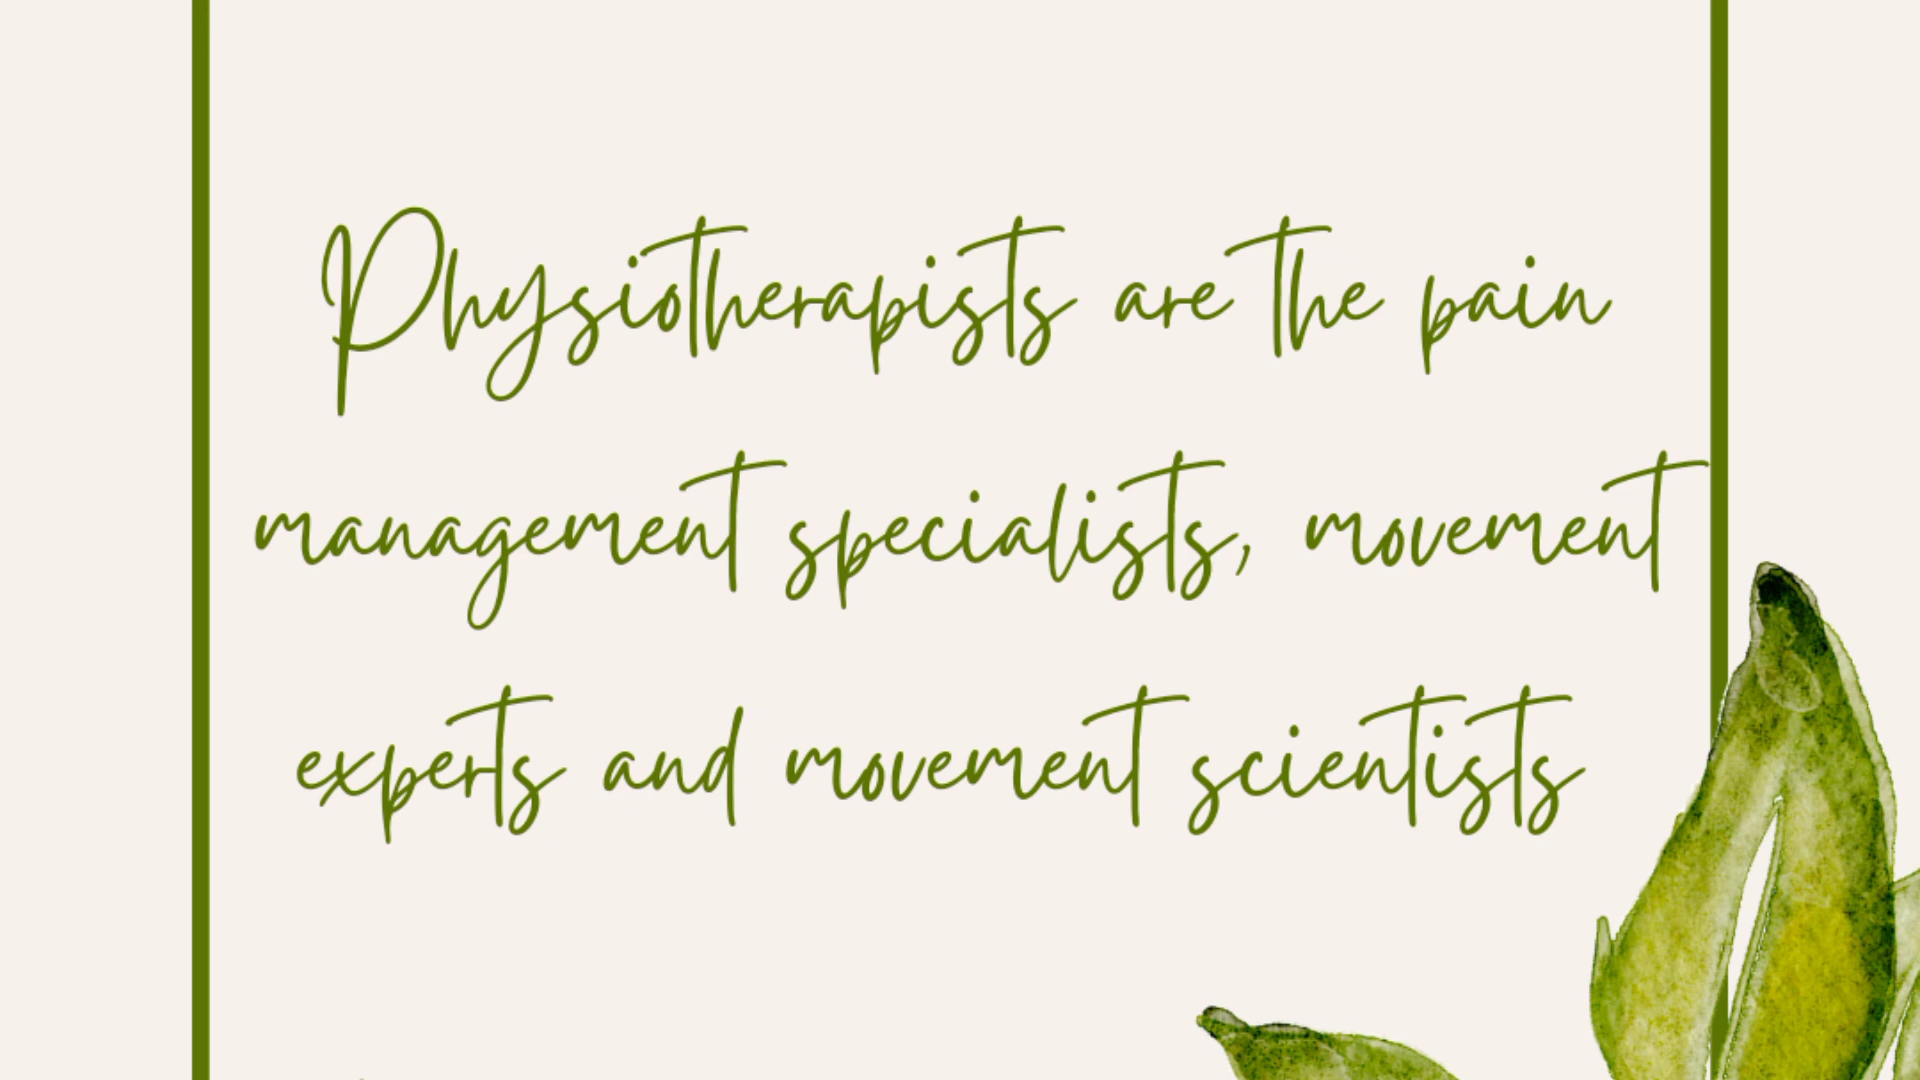 Physiotherapists are the pain
management specialists, movement
experts and movement scientists